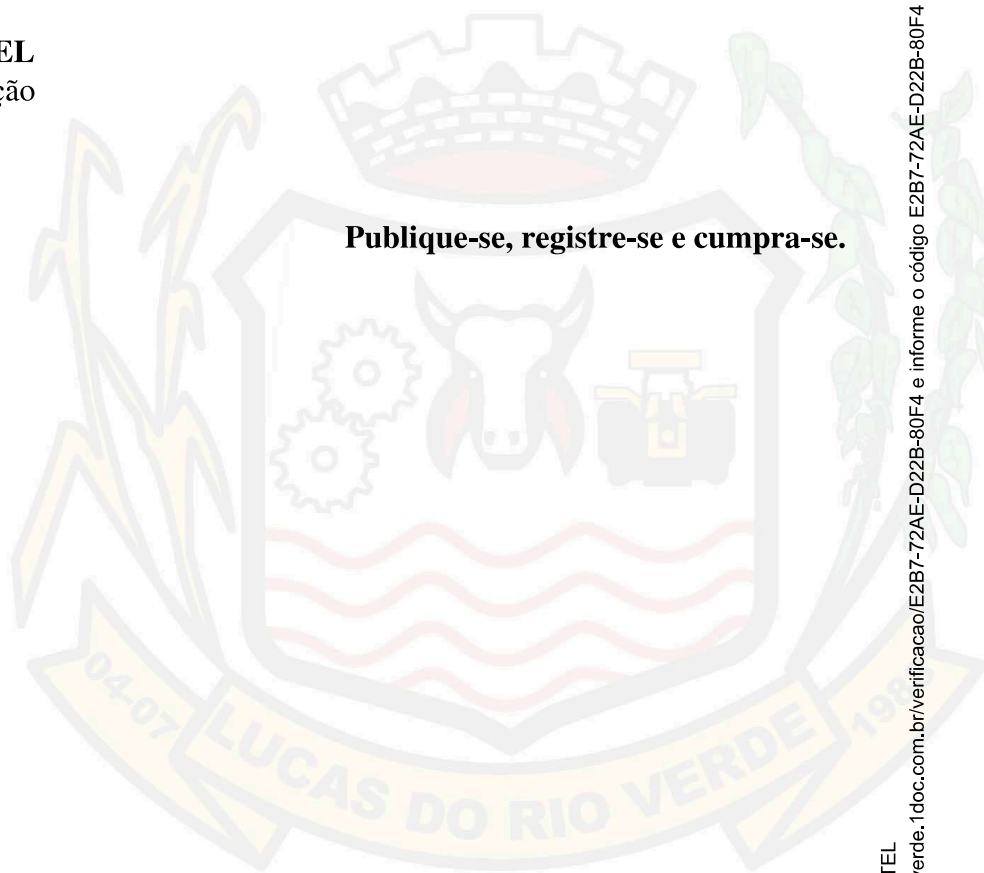 EL
ção
Publique-se, registre-se e cumpra-se.
04-07
LUCAS DO RIO VERDE
1988
TEL
erde.1doc.com.br/verificacao/E2B7-72AE-D22B-80F4 e informe o código E2B7-72AE-D22B-80F4